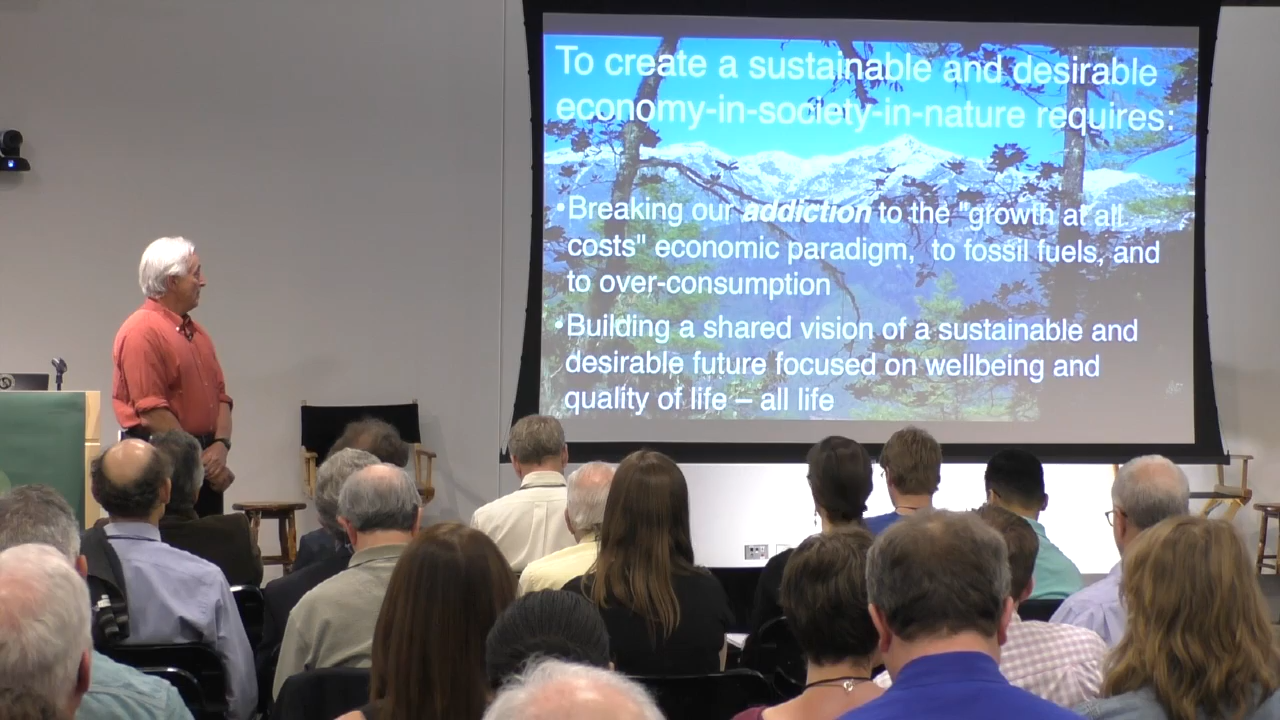 To create a sustainable and desirable
economy-in-society-in-nature requires:
•Breaking our addiction to the "growth at all
costs" economic paradigm, to fossil fuels, and
to over-consumption
•Building a shared vision of a sustainable and
desirable future focused on wellbeing and
quality of life – all life